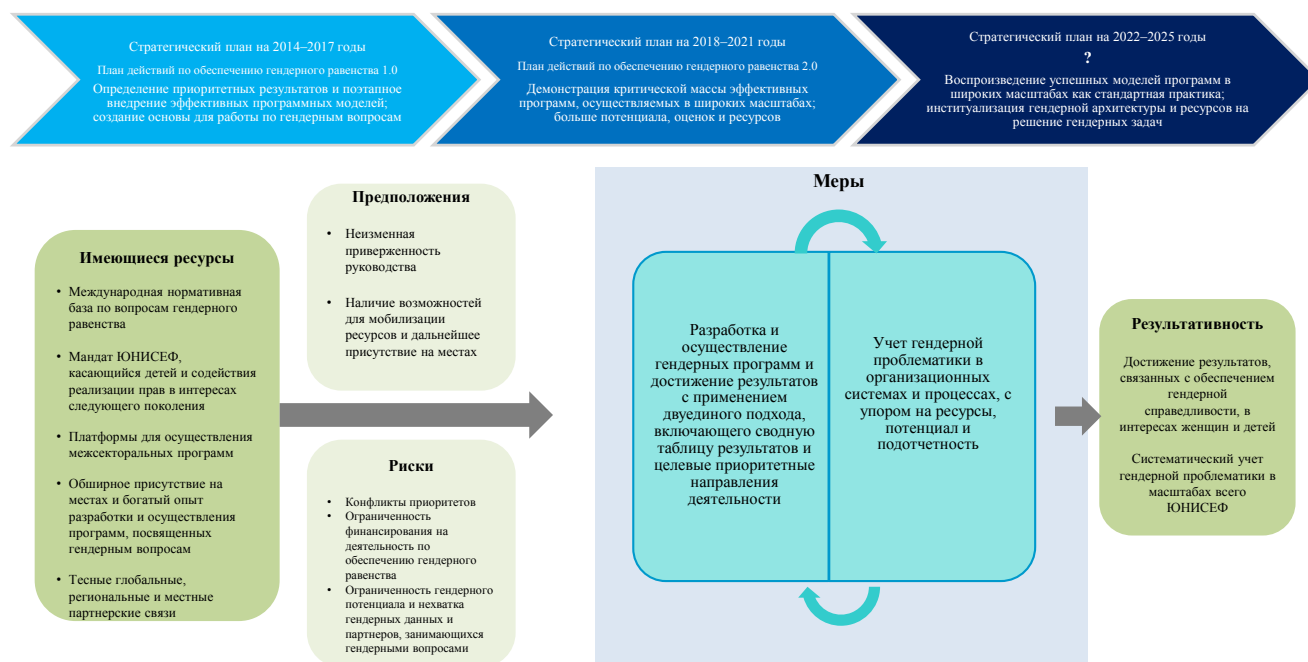 Стратегический план на 2014–2017 годы
План действий по обеспечению гендерного равенства 1.0
Определение приоритетных результатов и поэтапное
внедрение эффективных программных моделей;
создание основы для работы по гендерным вопросам
Стратегический план на 2018–2021 годы
План действий по обеспечению гендерного равенства 2.0
Демонстрация критической массы эффективных
программ, осуществляемых в широких масштабах;
больше потенциала, оценок и ресурсов
Стратегический план на 2022–2025 годы
?
Воспроизведение успешных моделей программ в
широких масштабах как стандартная практика;
институализация гендерной архитектуры и ресурсов на
решение гендерных задач
Имеющиеся ресурсы
• Международная нормативная
база по вопросам гендерного
равенства
• Мандат ЮНИСЕФ,
касающийся детей и содействия
реализации прав в интересах
следующего поколения
• Платформы для осуществления
межсекторальных программ
• Обширное присутствие на
местах и богатый опыт
разработки и осуществления
программ, посвященных
гендерным вопросам
• Тесные глобальные,
региональные и местные
партнерские связи
Предположения
• Неизменная
приверженность
руководства
• Наличие возможностей
для мобилизации
ресурсов и дальнейшее
присутствие на местах
Риски
• Конфликты приоритетов
• Ограниченность
финансирования на
деятельность по
обеспечению гендерного
равенства
• Ограниченность гендерного
потенциала и нехватка
гендерных данных и
партнеров, занимающихся
гендерными вопросами
Меры
Разработка и
осуществление
гендерных программ и
достижение результатов
с применением
двуединого подхода,
включающего сводную
таблицу результатов и
целевые приоритетные
направления
деятельности
Учет гендерной
проблематики в
организационных
системах и процессах, с
упором на ресурсы,
потенциал и
подотчетность
Результативность
Достижение результатов,
связанных с обеспечением
гендерной
справедливости, в
интересах женщин и детей
Систематический учет
гендерной проблематики в
масштабах всего
ЮНИСЕФ